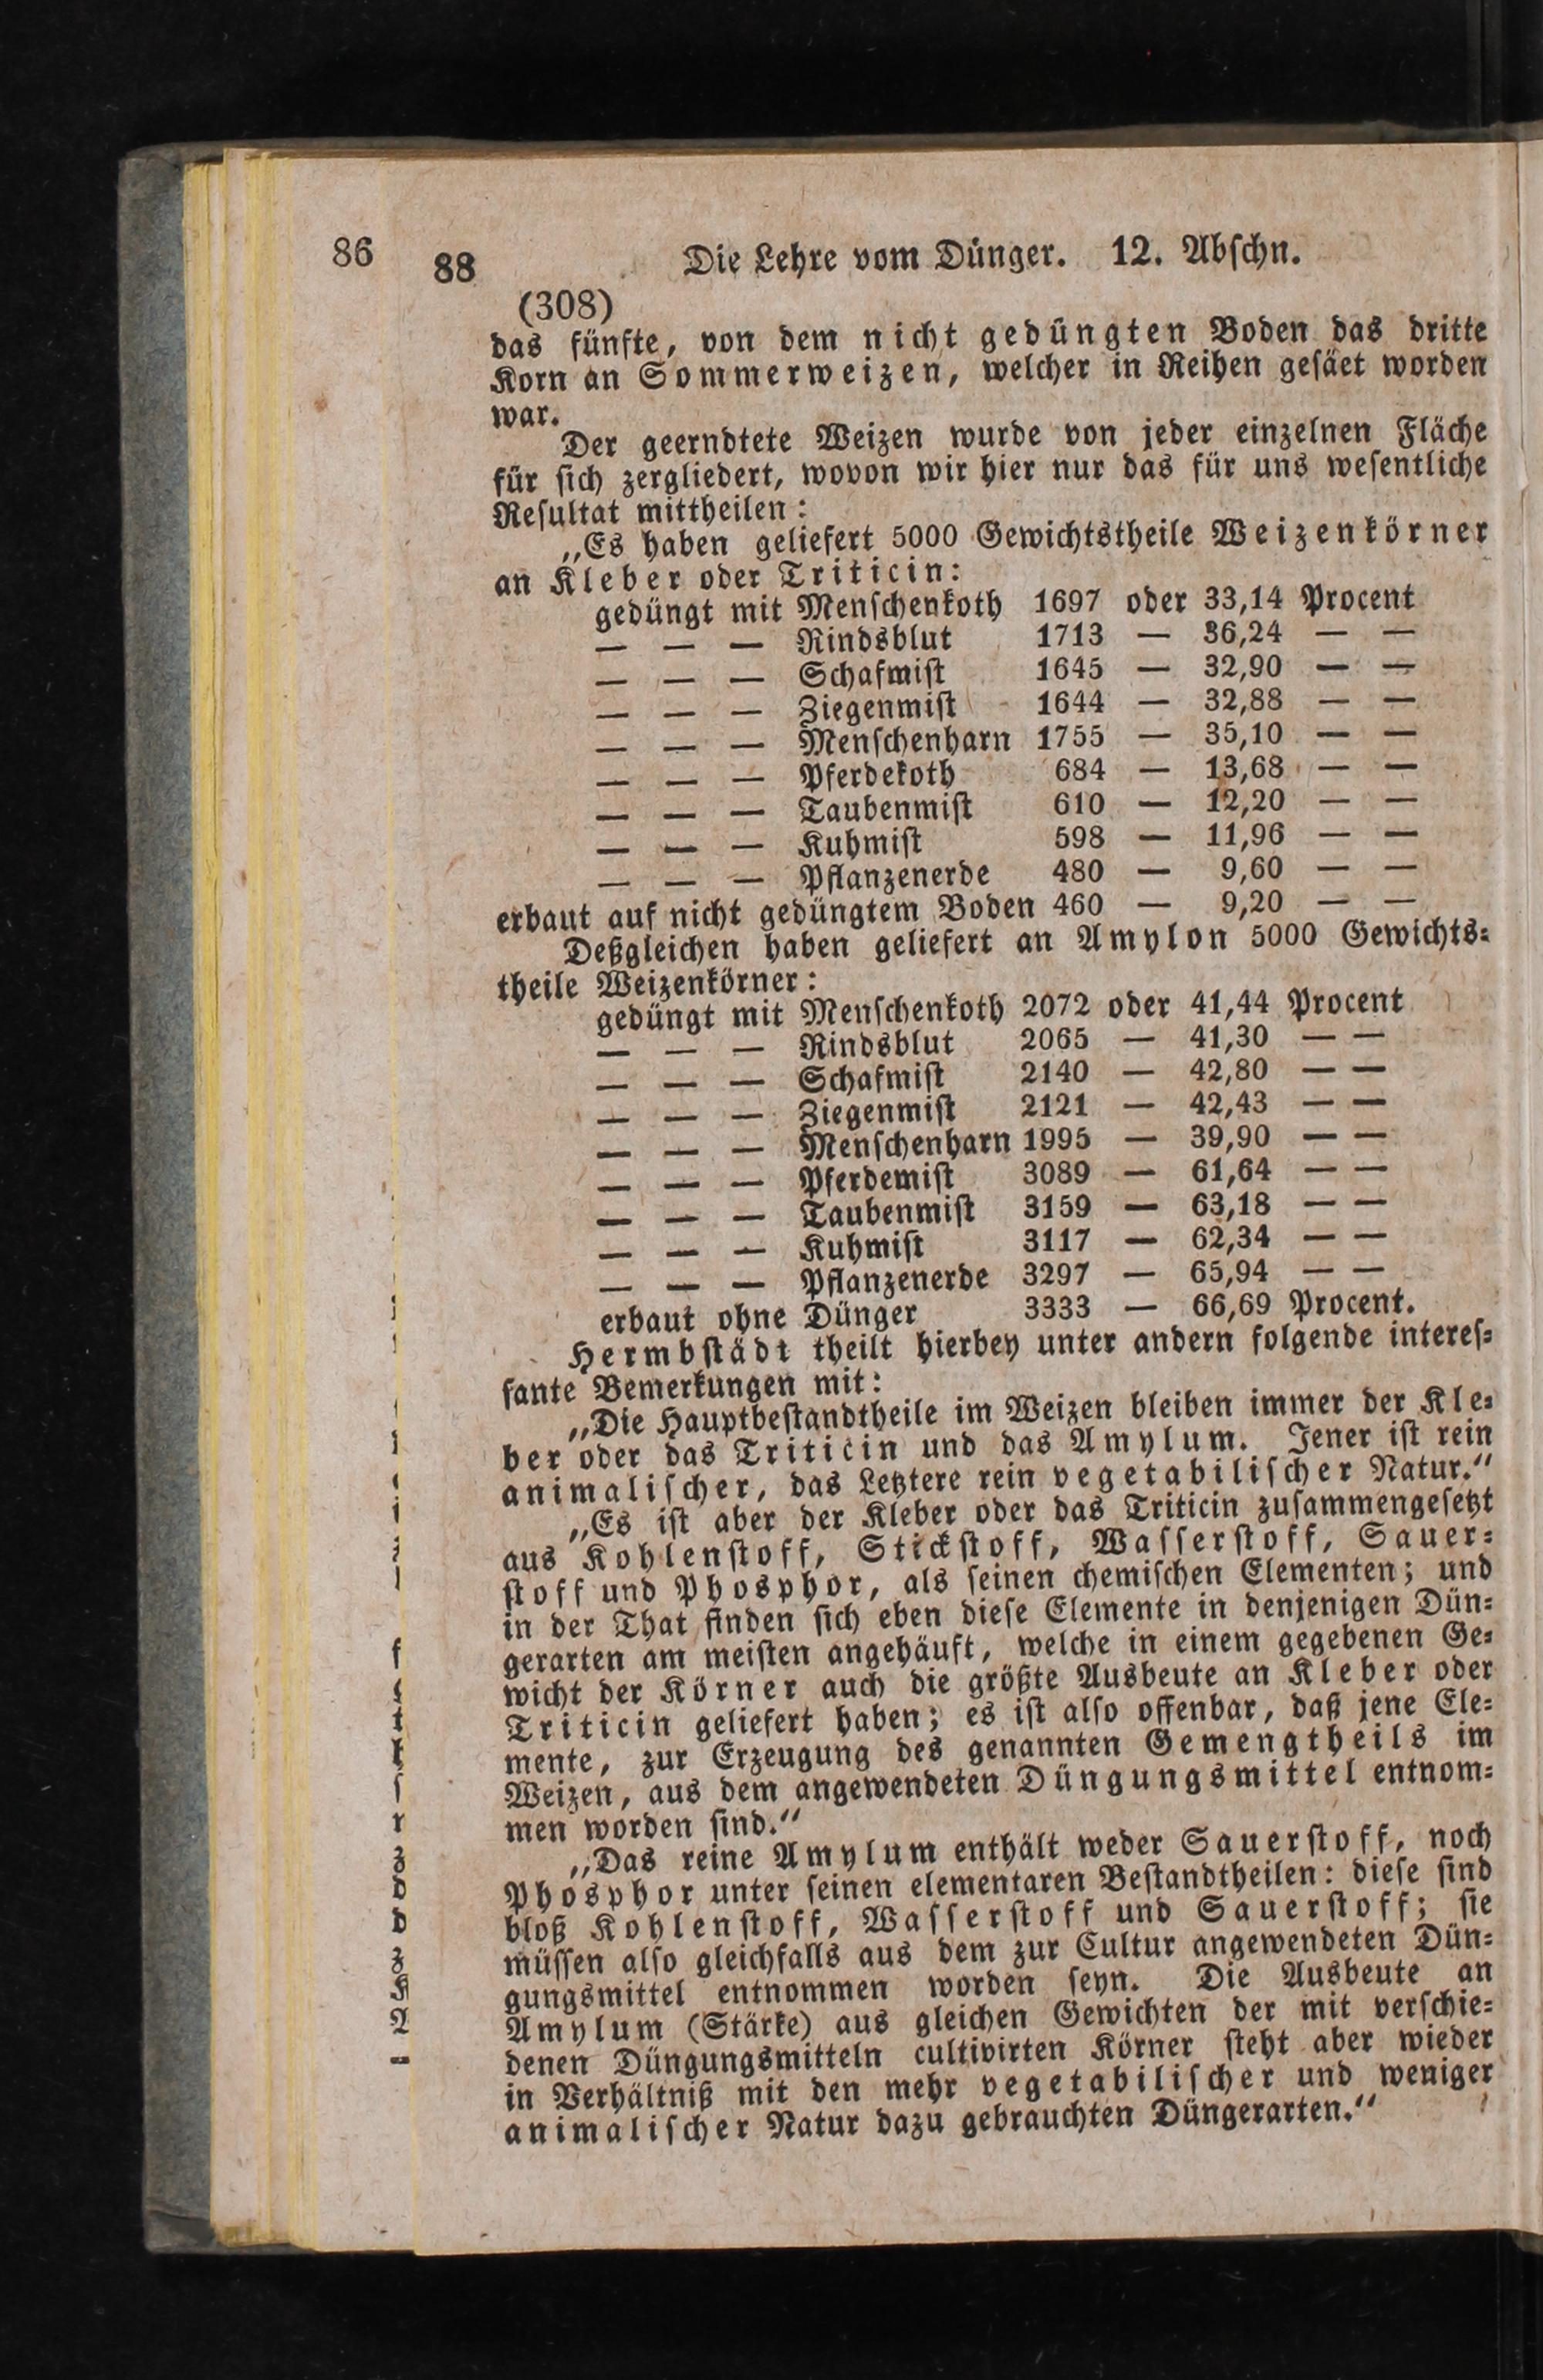 86
88 Die Lehre vom Dünger. 12. Abschn.
(308)
das fünfte, von dem nicht gedüngten Boden das dritte
Korn an Sommerweizen, welcher in Reihen gesäet worden
war.
Der geerndtete Weizen wurde von jeder einzelnen Fläche
für sich zergliedert, wovon wir hier nur das für uns wesentliche
Resultat mittheilen:
„Es haben geliefert 5000 Gewichtstheile Weizenkörner
an Kleber oder Triticin:
gedüngt mit Menschenkoth 1697 oder 33,14 Procent
— — — Rindsblut 1713 — 36,24 — —
— — — Schafmist 1645 — 32,90 — —
— — — Ziegenmist 1644 — 32,88 — —
— — — Menschenharn 1755 — 35,10 — —
— — — Pferdekoth 684 — 13,68 — —
— — — Taubenmist 610 — 12,20 — —
— — — Kuhmist 598 — 11,96 — —
— — — Pflanzenerde 480 — 9,60 — —
erbaut auf nicht gedüngtem Boden 460 — 9,20 — —
Deßgleichen haben geliefert an Amylon 5000 Gewichts-
theile Weizenkörner:
gedüngt mit Menschenkoth 2072 oder 41,44 Procent
— — — Rindsblut 2065 — 41,30 — —
— — — Schafmist 2140 — 42,80 — —
— — — Ziegenmist 2121 — 42,43 — —
— — — Menschenharn 1995 — 39,90 — —
— — — Pferdemist 3089 — 61,64 — —
— — — Taubenmist 3159 — 63,18 — —
— — — Kuhmist 3117 — 62,34 — —
— — — Pflanzenerde 3297 — 65,94 — —
erbaut ohne Dünger 3333 — 66,69 Procent.
Hermbstädt theilt hierbey unter andern folgende interes-
sante Bemerkungen mit:
„Die Hauptbestandtheile im Weizen bleiben immer der Kle-
ber oder das Triticin und das Amylum. Jener ist rein
animalischer, das Letztere rein vegetabilischer Natur."
„Es ist aber der Kleber oder das Triticin zusammengesetzt
aus Kohlenstoff, Stickstoff, Wasserstoff, Sauer-
stoff und Phosphor, als seinen chemischen Elementen; und
in der That finden sich eben diese Elemente in denjenigen Dün-
gerarten am meisten angehäuft, welche in einem gegebenen Ge-
wicht der Körner auch die größte Ausbeute an Kleber oder
Triticin geliefert haben; es ist also offenbar, daß jene Ele-
mente, zur Erzeugung des genannten Gemengtheils im
Weizen, aus dem angewendeten Düngungsmittel entnom-
men worden sind."
„Das reine Amylum enthält weder Sauerstoff, noch
Phosphor unter seinen elementaren Bestandtheilen: diese sind
bloß Kohlenstoff, Wasserstoff und Sauerstoff; sie
müssen also gleichfalls aus dem zur Cultur angewendeten Dün-
gungsmittel entnommen worden seyn. Die Ausbeute an
Amylum (Stärke) aus gleichen Gewichten der mit verschie-
denen Düngungsmitteln cultivirten Körner steht aber wieder
in Verhältniß mit den mehr vegetabilischer und weniger
animalischer Natur dazu gebrauchten Düngerarten."